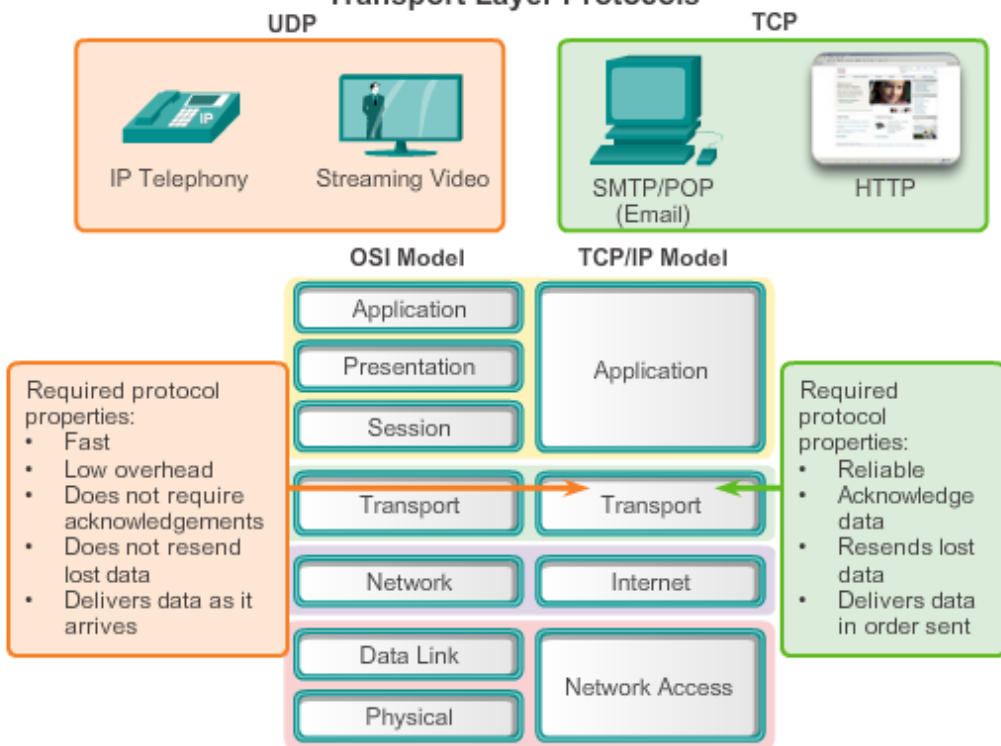 Transport Layer Protocols
UDP
TCP
IP
IP Telephony
Streaming Video
SMTP/POP
(Email)
HTTP
OSI Model
TCP/IP Model
Application
Presentation
Session
Transport
Network
Data Link
Physical
Application
Transport
Internet
Network Access
Required protocol
properties:
• Fast
• Low overhead
• Does not require
acknowledgements
• Does not resend
lost data
• Delivers data as it
arrives
Required
protocol
properties:
• Reliable
• Acknowledge
data
• Resends lost
data
• Delivers data
in order sent